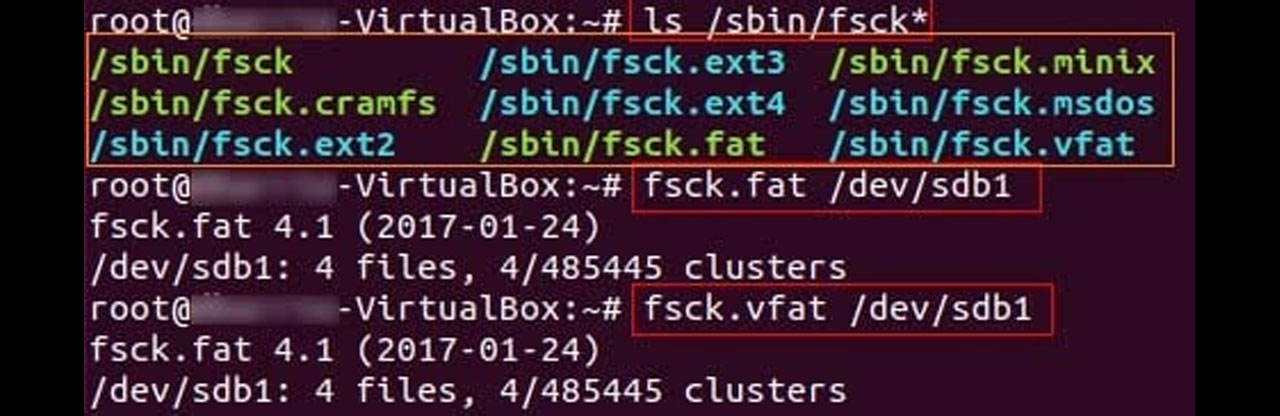 root@ -VirtualBox:~# ls /sbin/fsck*
/sbin/fsck /sbin/fsck.ext3 /sbin/fsck.minix
/sbin/fsck.cramfs /sbin/fsck.ext4 /sbin/fsck.msdos
/sbin/fsck.ext2 /sbin/fsck.fat /sbin/fsck.vfat
root@ -VirtualBox:~# fsck.fat /dev/sdb1
fsck.fat 4.1 (2017-01-24)
/dev/sdb1: 4 files, 4/485445 clusters
root@ -VirtualBox:~# fsck.vfat /dev/sdb1
fsck.fat 4.1 (2017-01-24)
/dev/sdb1: 4 files, 4/485445 clusters